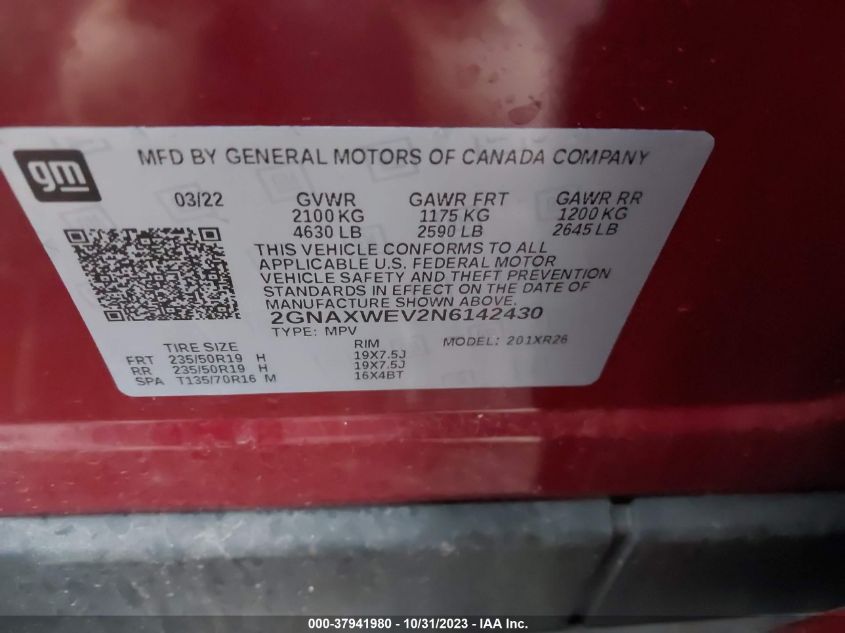 gm
MFD BY GENERAL MOTORS OF CANADA COMPANY
03/22 GVWR GAWR FRT GAWR RR
2100 KG 1175 KG 1200 KG
4630 LB 2590 LB 2645 LB
THIS VEHICLE CONFORMS TO ALL
APPLICABLE U.S. FEDERAL MOTOR
VEHICLE SAFETY AND THEFT PREVENTION
STANDARDS IN EFFECT ON THE DATE OF
MANUFACTURE SHOWN ABOVE.
2GNAXWEV2N6142430
TYPE: MPV MODEL: 201XR26
TIRE SIZE RIM
FRT 235/50R19 H 19X7.5J
RR 235/50R19 H 19X7.5J
SPA T135/70R16 M 16X4BT
000-37941980 - 10/31/2023 - IAA Inc.